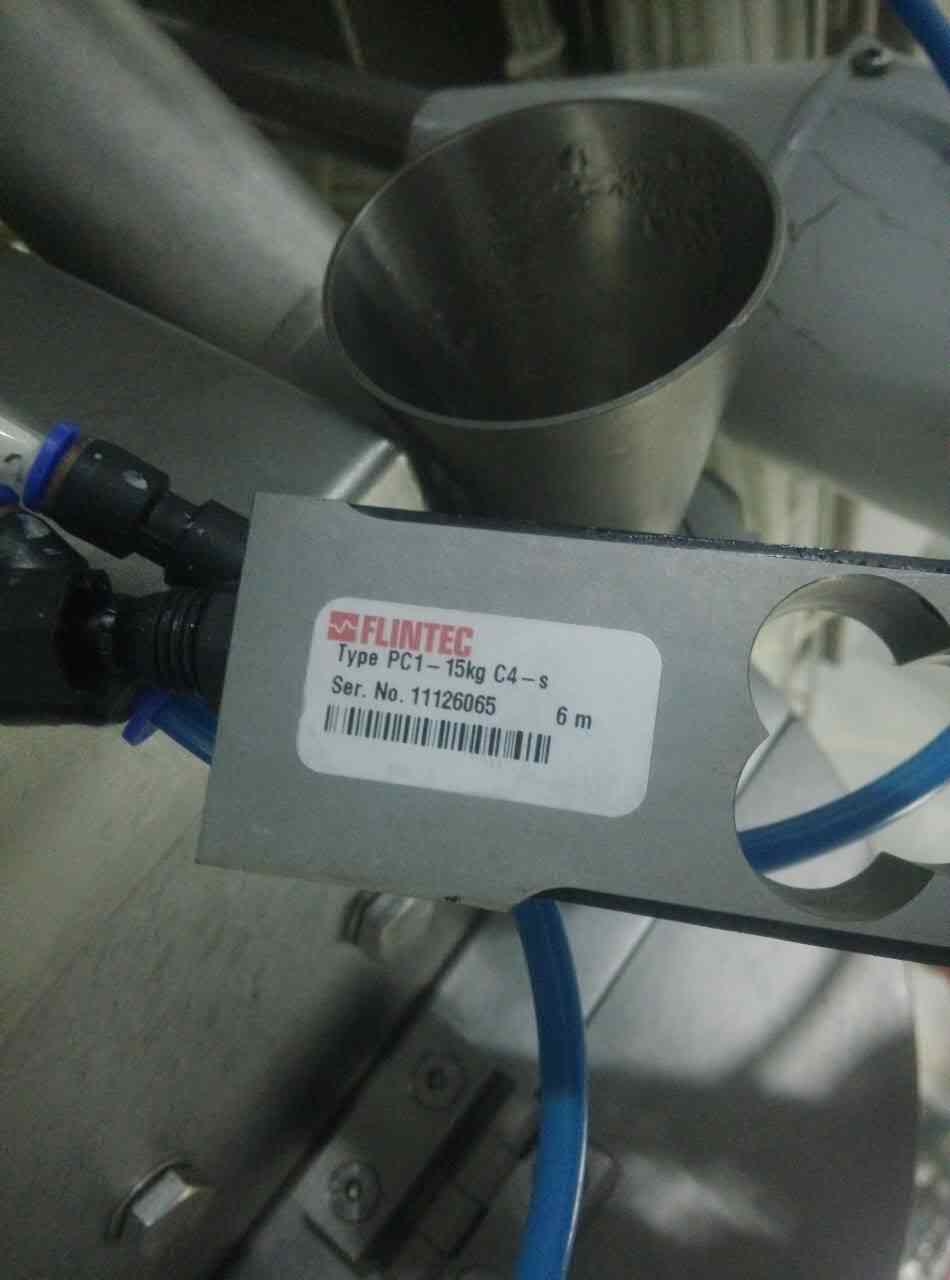 FLINTEC
Type PC1-15kg C4-s
Ser. No. 11126065
6 m